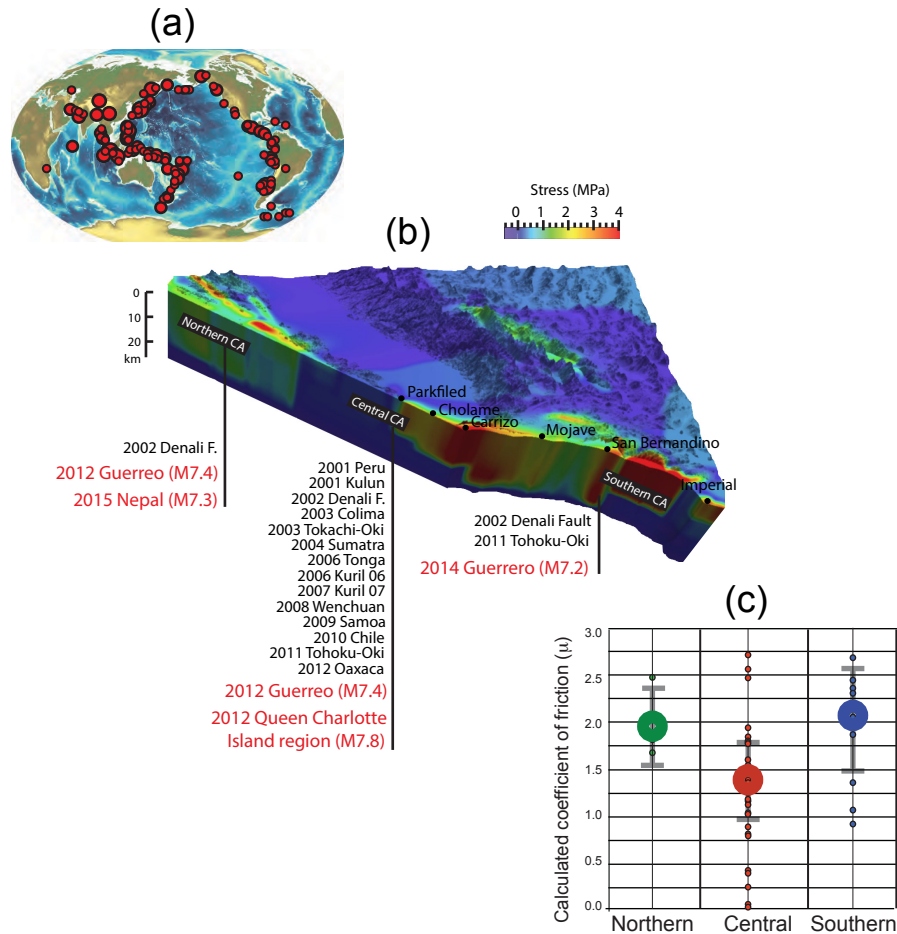 (a)
Stress (MPa)
0 1 2 3 4
(b)
0
10
20
km
Northern CA
Central CA
Southern CA
Parkfiled
Cholame
Carrizo
Mojave
San Bernandino
Imperial
2002 Denali F.
2012 Guerreo (M7.4)
2015 Nepal (M7.3)
2001 Peru
2001 Kulun
2002 Denali F.
2003 Colima
2003 Tokachi-Oki
2004 Sumatra
2006 Tonga
2006 Kuril 06
2007 Kuril 07
2008 Wenchuan
2009 Samoa
2010 Chile
2011 Tohoku-Oki
2012 Oaxaca
2012 Guerreo (M7.4)
2012 Queen Charlotte
Island region (M7.8)
2002 Denali Fault
2011 Tohoku-Oki
2014 Guerrero (M7.2)
(c)
Calculated coefficient of friction (μ)
3.0
2.5
2.0
1.5
1.0
0.5
0.0
Northern Central Southern